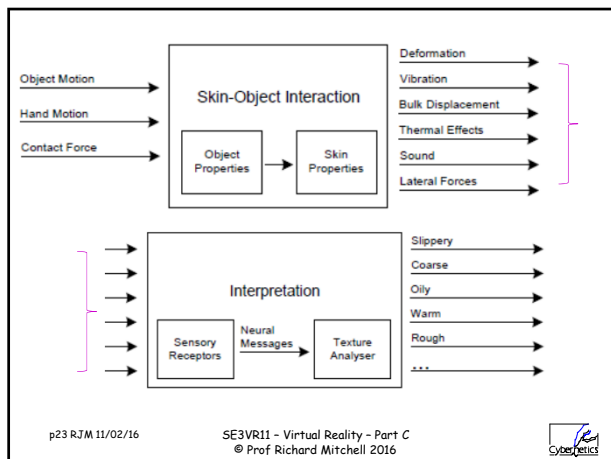 Object Motion
Hand Motion
Contact Force
Skin-Object Interaction
Object
Properties
Skin
Properties
Deformation
Vibration
Bulk Displacement
Thermal Effects
Sound
Lateral Forces
Interpretation
Sensory
Receptors
Neural
Messages
Texture
Analyser
Slippery
Coarse
Oily
Warm
Rough
...
p23 RJM 11/02/16
SE3VR11 – Virtual Reality – Part C
© Prof Richard Mitchell 2016
Cybernetics